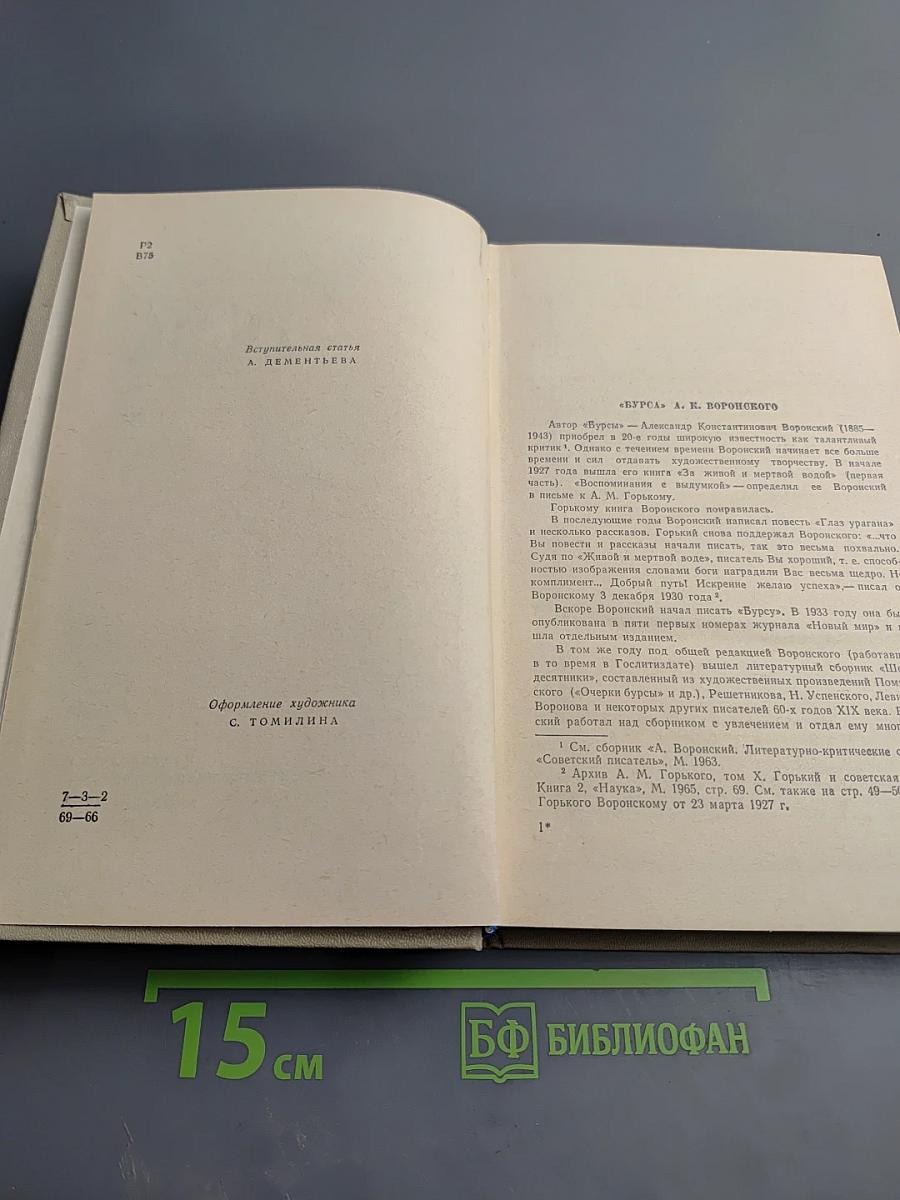 Р2
В75
Вступительная статья
А. ДЕМЕНТЬЕВА
Оформление художника
С. ТОМИЛИНА
7—3—2
69—66
«БУРСА» А. К. ВОРОНСКОГО
Автор «Бурсы» — Александр Константинович Воронский (1885—
1943) приобрел в 20-е годы широкую известность как талантливый
критик¹. Однако с течением времени Воронский начинает все больше
времени и сил отдавать художественному творчеству. В начале
1927 года вышла его книга «За живой и мертвой водой» (первая
часть). «Воспоминания с выдумкой» — определил ее Воронский
в письме к А. М. Горькому.
Горькому книга Воронского понравилась.
В последующие годы Воронский написал повесть «Глаз урагана»
и несколько рассказов. Горький снова поддержал Воронского: «...что
Вы повести и рассказы начали писать, так это весьма похвально.
Судя по «Живой и мертвой воде», писатель Вы хороший, т. е. способ-
ностью изображения словами боги наградили Вас весьма щедро. Н
комплимент... Добрый путь! Искренне желаю успеха»,— писал о
Воронскому 3 декабря 1930 года².
Вскоре Воронский начал писать «Бурсу». В 1933 году она бы
опубликована в пяти первых номерах журнала «Новый мир» и
шла отдельным изданием.
В том же году под общей редакцией Воронского (работавш
в то время в Гослитиздате) вышел литературный сборник «Ше
десятники», составленный из художественных произведений Помя
ского («Очерки бурсы» и др.), Решетникова, Н. Успенского, Леви
Воронова и некоторых других писателей 60-х годов XIX века. В
ский работал над сборником с увлечением и отдал ему мног
¹ См. сборник «А. Воронский. Литературно-критические с
«Советский писатель», М. 1963.
² Архив А. М. Горького, том X. Горький и советская
Книга 2, «Наука», М. 1965, стр. 69. См. также на стр. 49—50
Горького Воронскому от 23 марта 1927 г.
1*
15 см
БФ БИБЛИОФАН